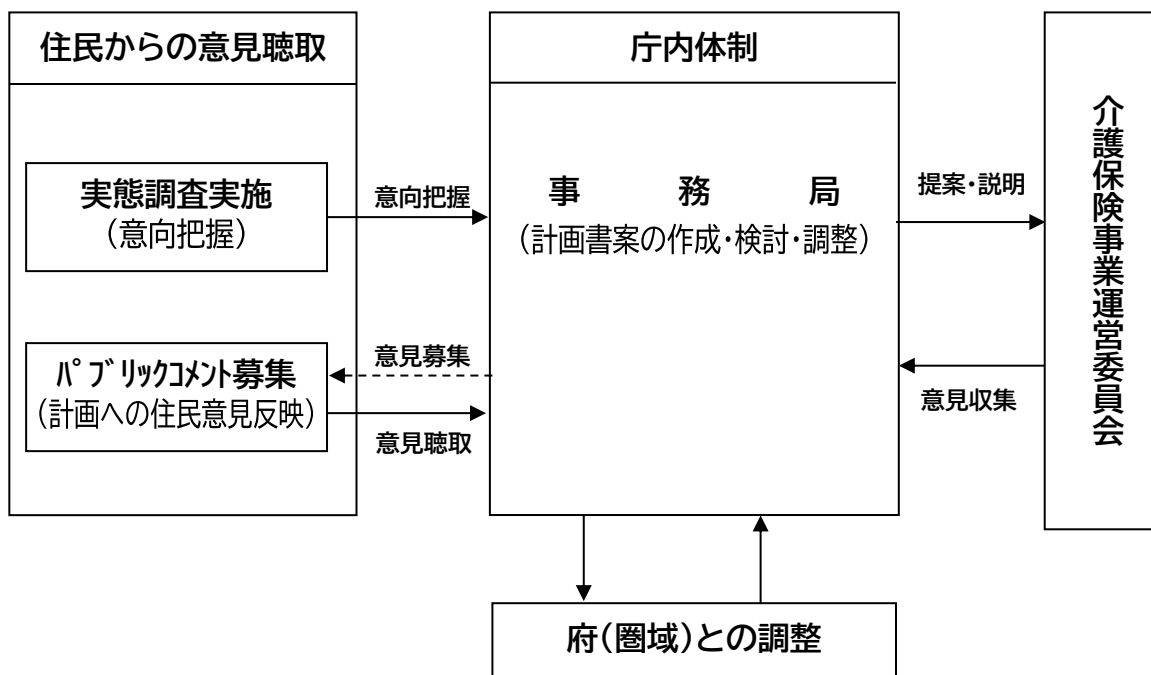 住民からの意見聴取
実態調査実施
(意向把握)
パブリックコメント募集
(計画への住民意見反映)
意向把握
意見募集
意見聴取
庁内体制
事務局
(計画書案の作成・検討・調整)
提案・説明
意見収集
介護保険事業運営委員会
府(圏域)との調整